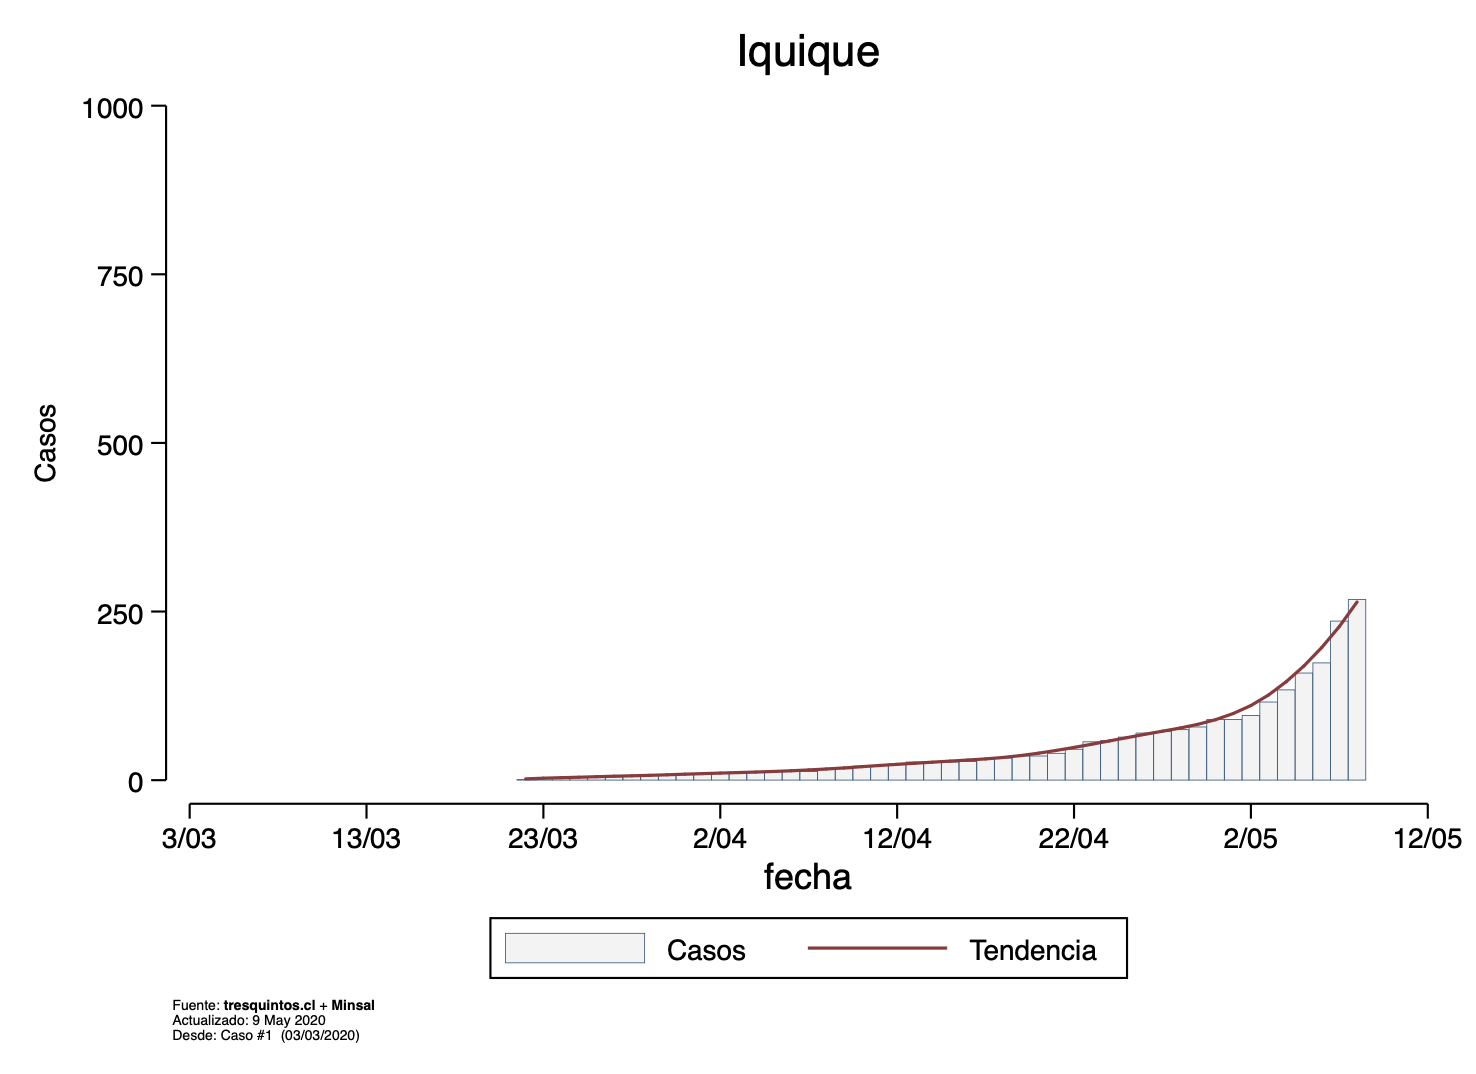 Iquique
1000
750
500
250
0
Casos
3/03 13/03 23/03 2/04 12/04 22/04 2/05 12/05
fecha
Casos Tendencia
Fuente: tresquintos.cl + Minsal
Actualizado: 9 May 2020
Desde: Caso #1 (03/03/2020)